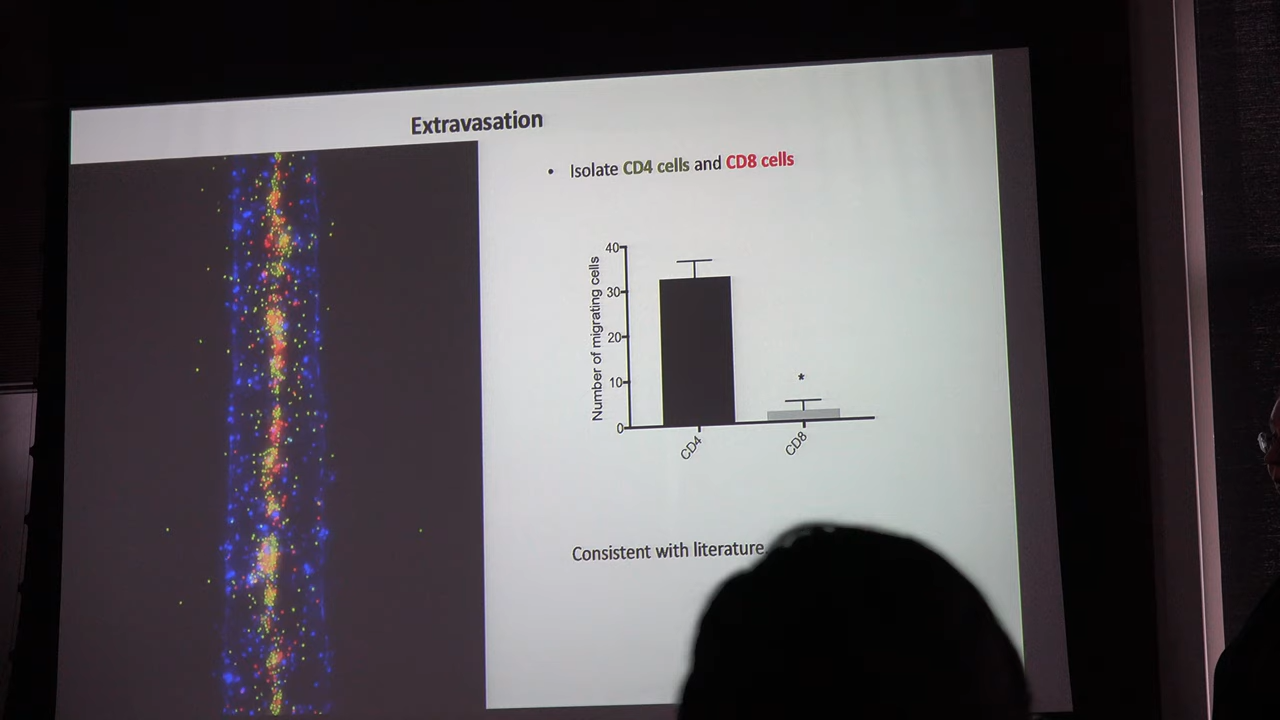 Extravasation
• Isolate CD4 cells and CD8 cells
Number of migrating cells
40
30
20
10
0
*
CD4
CD8
Consistent with literature